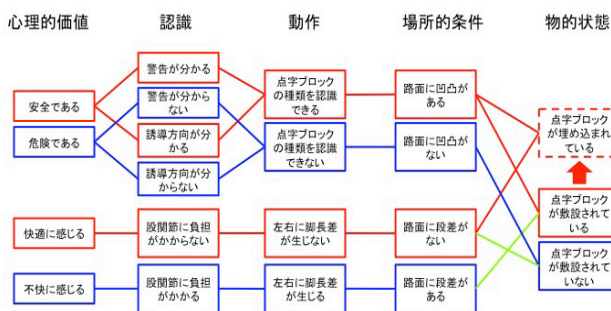 心理的価値
認識
動作
場所的条件
物的状態
安全である
危険である
快適に感じる
不快に感じる
警告が分かる
警告が分から
ない
誘導方向が分
かる
誘導方向が分
からない
股関節に負担
がかからない
股関節に負担
がかかる
点字ブロック
の種類を認識
できる
点字ブロック
の種類を認識
できない
左右に脚長差
が生じない
左右に脚長差
が生じる
路面に凹凸が
ある
路面に凹凸が
ない
路面に段差が
ない
路面に段差が
ある
点字ブロック
が埋め込まれ
ている
点字ブロック
が敷設されて
いる
点字ブロック
が敷設されて
いない